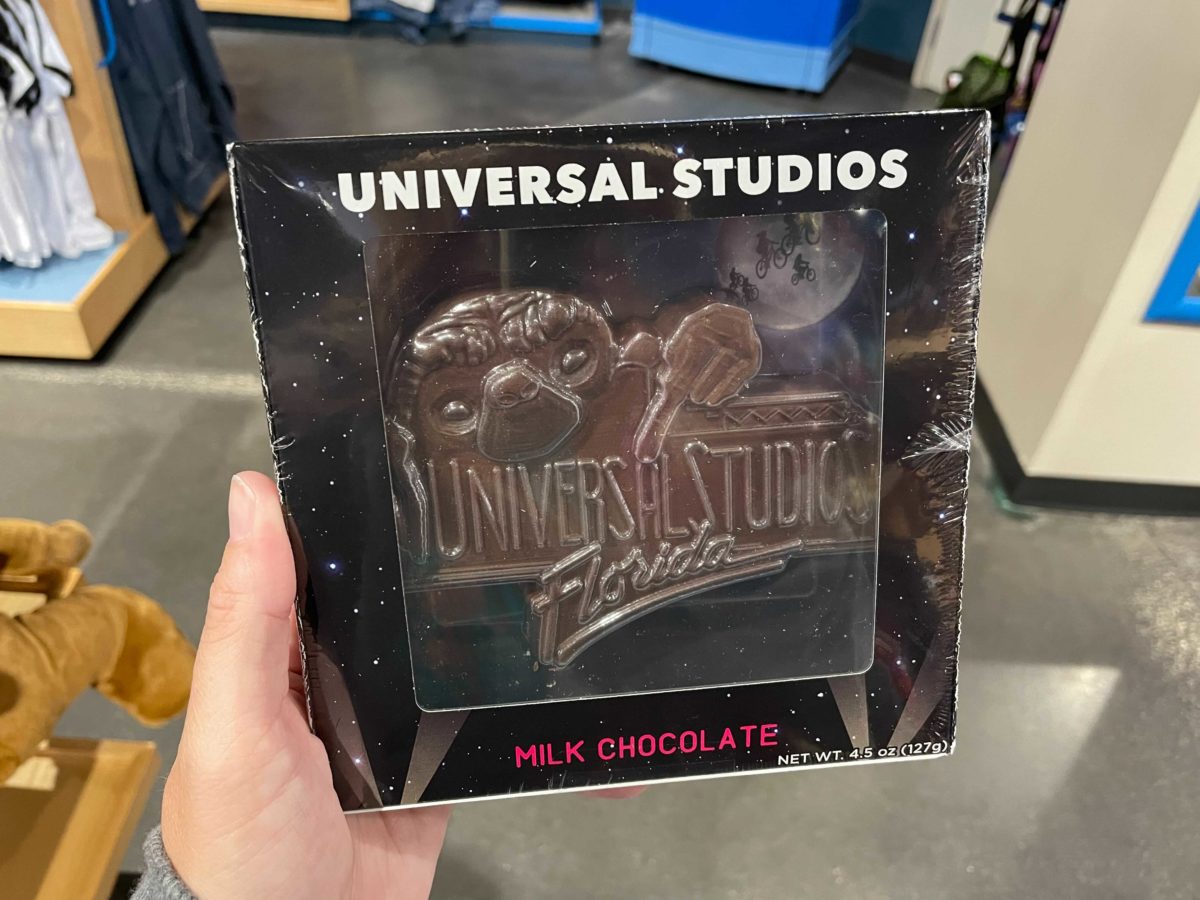 UNIVERSAL STUDIOS
UNIVERSAL STUDIOS
Florida
MILK CHOCOLATE
NET WT. 4.5 oz (127g)